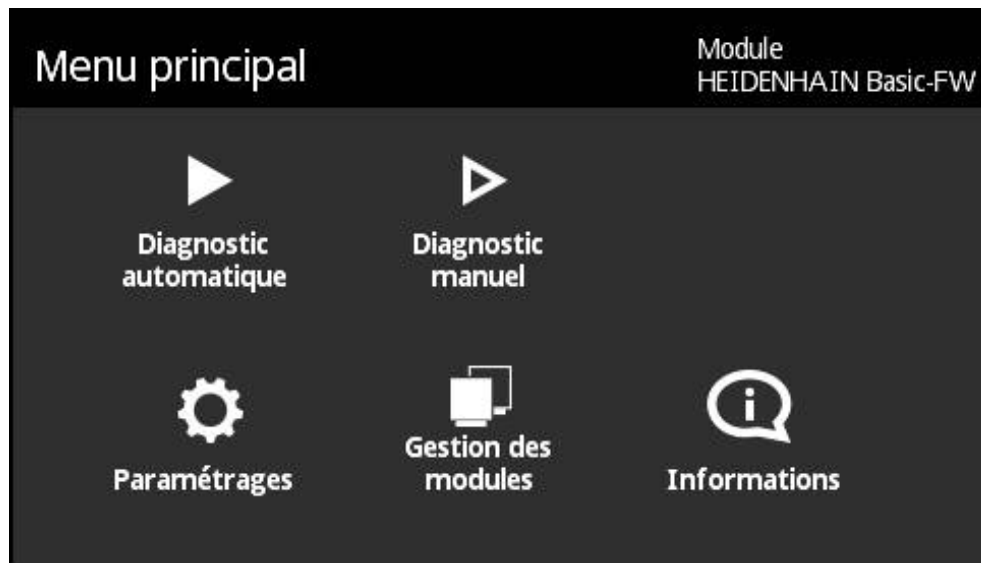 Menu principal
Module
HEIDENHAIN Basic-FW
Diagnostic
automatique
Diagnostic
manuel
Paramétrages
Gestion des
modules
Informations